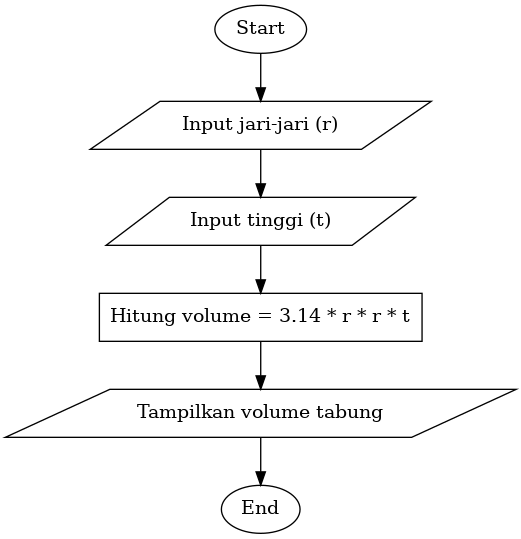 Start
Input jari-jari (r)
Input tinggi (t)
Hitung volume = 3.14 * r * r * t
Tampilkan volume tabung
End